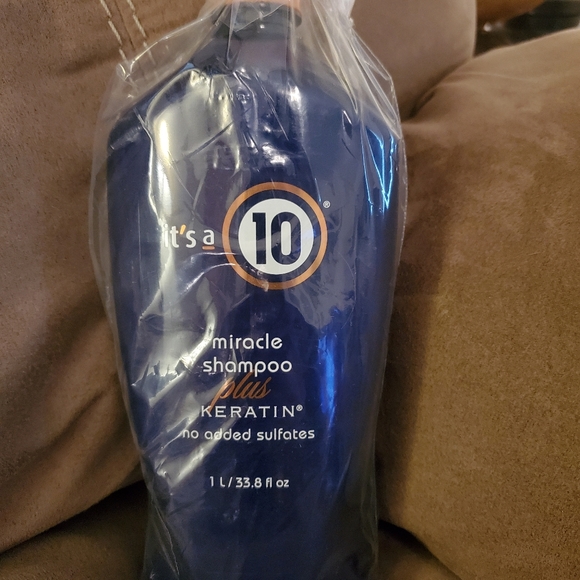 it's a 10®
miracle
shampoo
plus
KERATIN®
no added sulfates
1 L / 33.8 fl oz